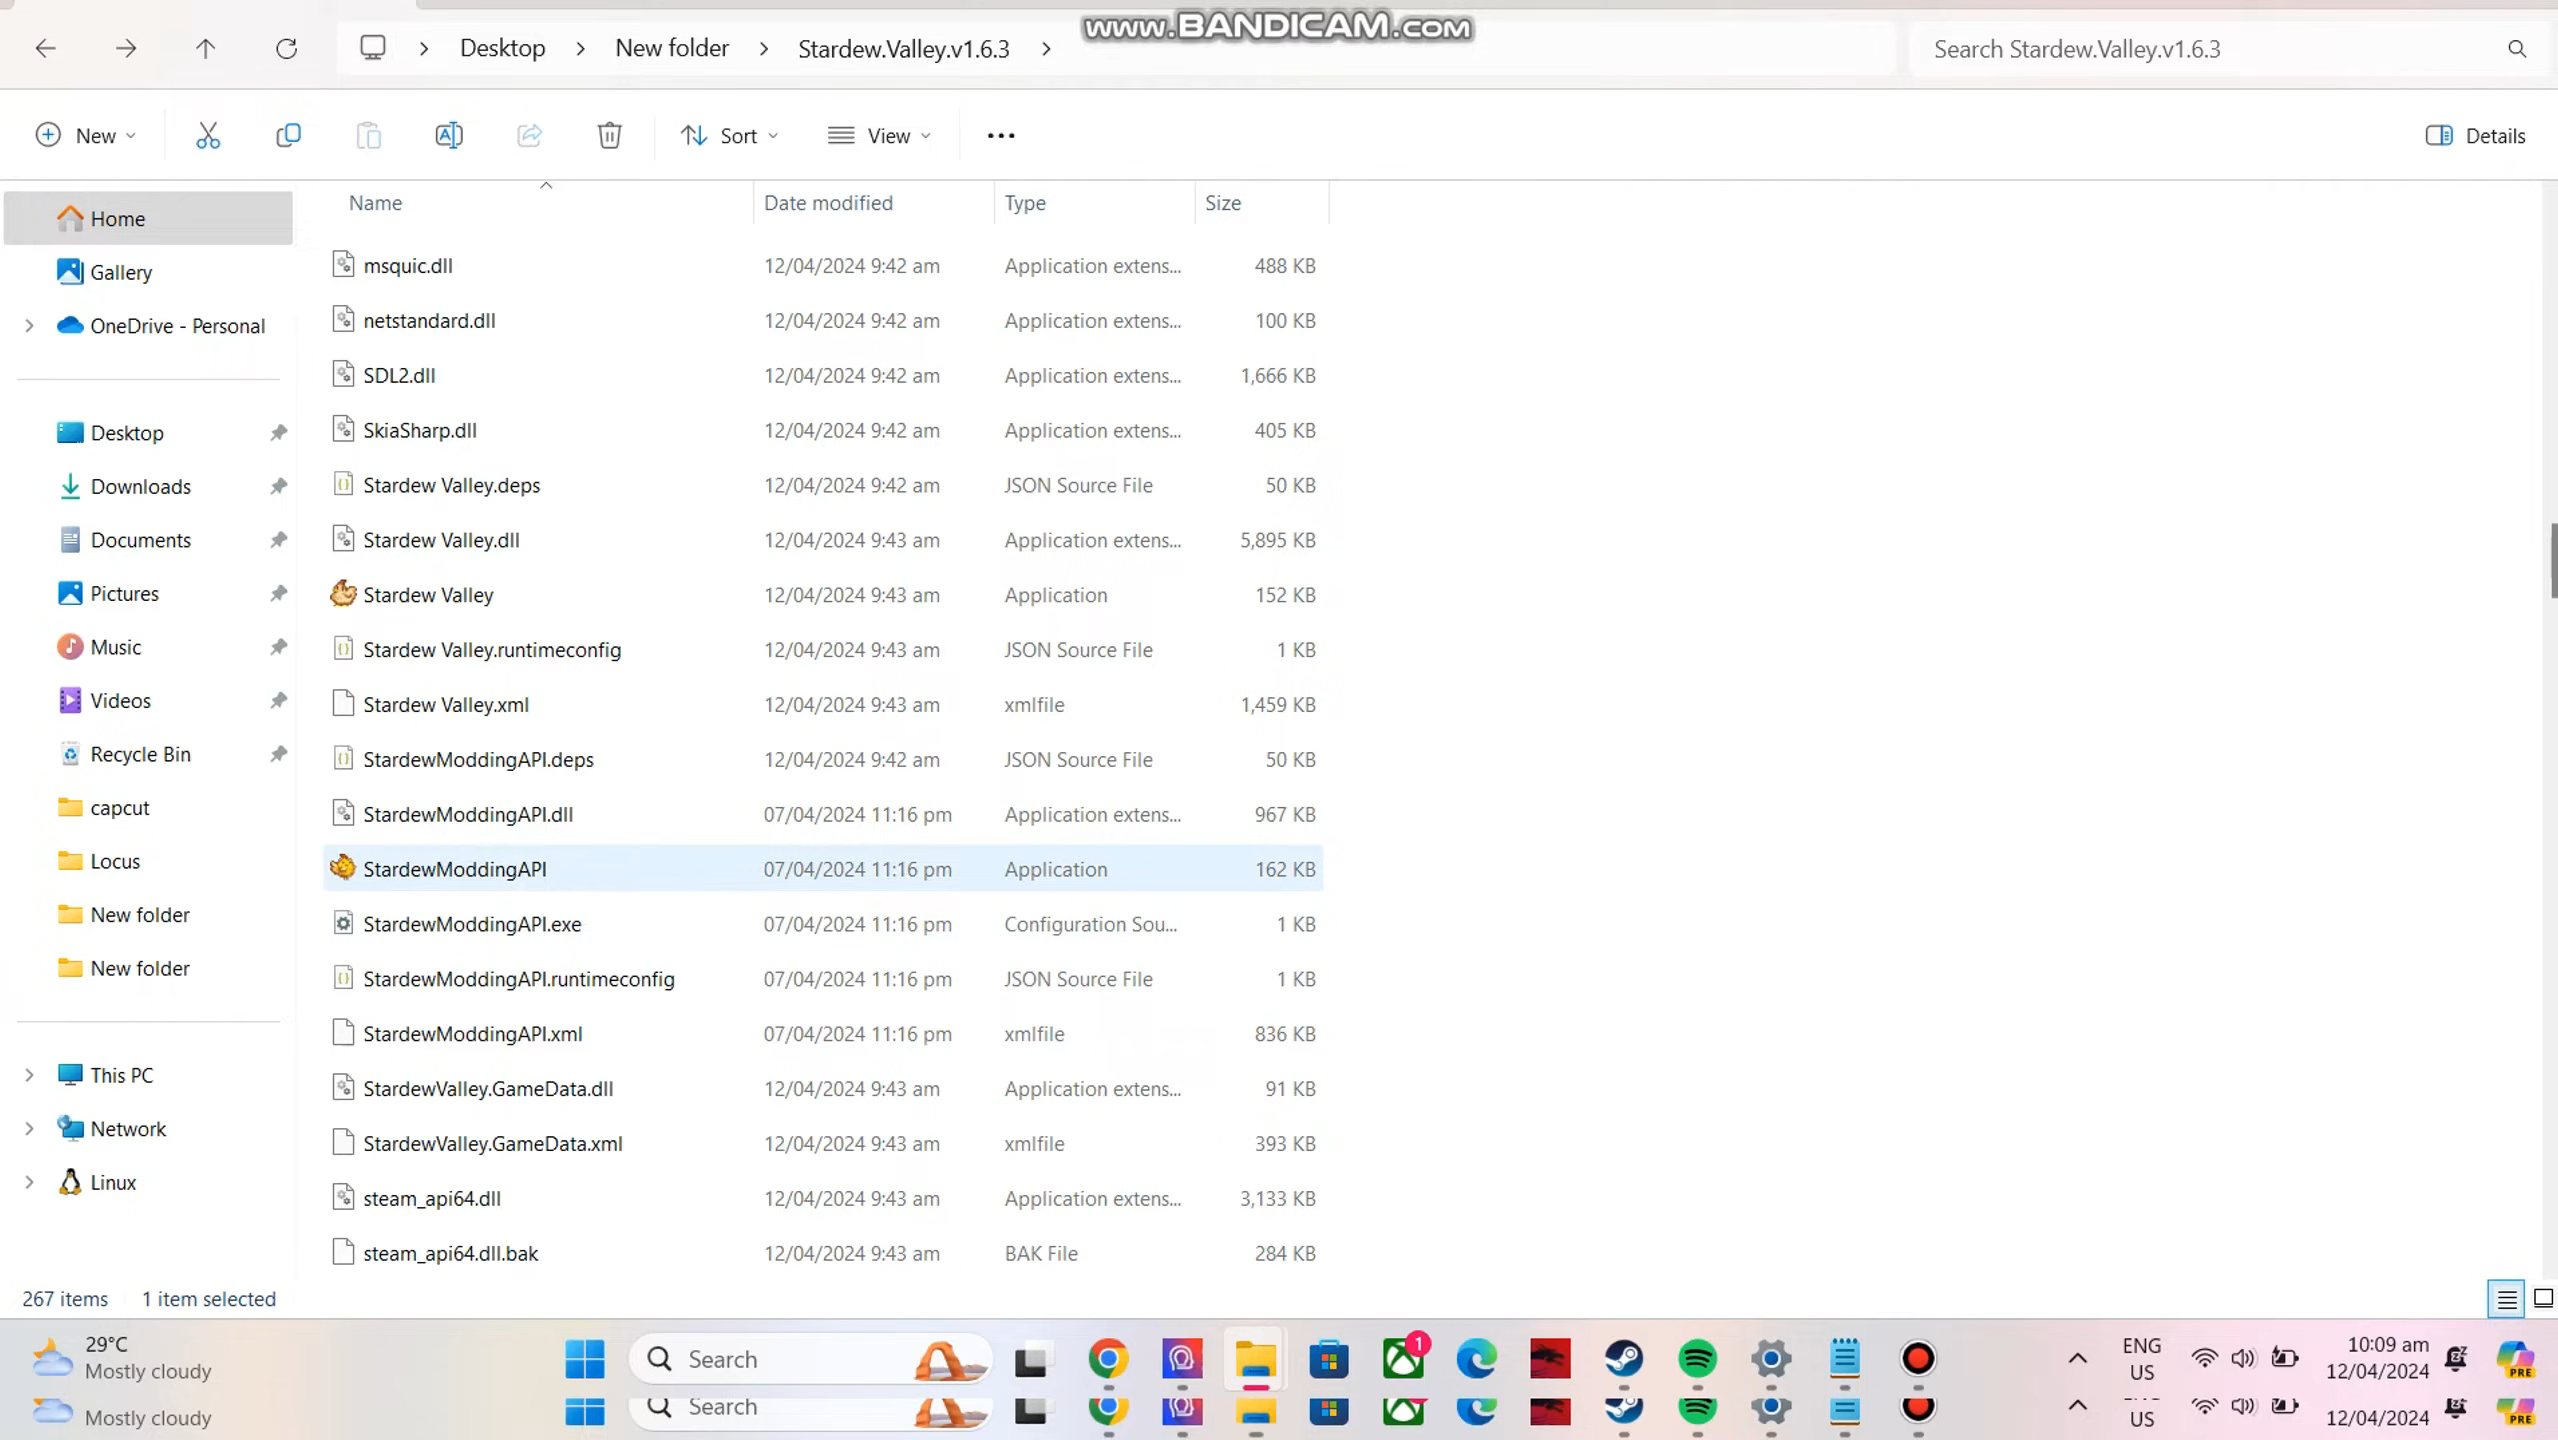 www.BANDICAM.com
Desktop New folder Stardew.Valley.v1.6.3 Search Stardew.Valley.v1.6.3
New Sort View Details
Name Date modified Type Size
Home
Gallery
OneDrive - Personal
Desktop
Downloads
Documents
Pictures
Music
Videos
Recycle Bin
capcut
Locus
New folder
New folder
This PC
Network
Linux
msquic.dll 12/04/2024 9:42 am Application extens... 488 KB
netstandard.dll 12/04/2024 9:42 am Application extens... 100 KB
SDL2.dll 12/04/2024 9:42 am Application extens... 1,666 KB
SkiaSharp.dll 12/04/2024 9:42 am Application extens... 405 KB
Stardew Valley.deps 12/04/2024 9:42 am JSON Source File 50 KB
Stardew Valley.dll 12/04/2024 9:43 am Application extens... 5,895 KB
Stardew Valley 12/04/2024 9:43 am Application 152 KB
Stardew Valley.runtimeconfig 12/04/2024 9:43 am JSON Source File 1 KB
Stardew Valley.xml 12/04/2024 9:43 am xmlfile 1,459 KB
StardewModdingAPI.deps 12/04/2024 9:42 am JSON Source File 50 KB
StardewModdingAPI.dll 07/04/2024 11:16 pm Application extens... 967 KB
StardewModdingAPI 07/04/2024 11:16 pm Application 162 KB
StardewModdingAPI.exe 07/04/2024 11:16 pm Configuration Sou... 1 KB
StardewModdingAPI.runtimeconfig 07/04/2024 11:16 pm JSON Source File 1 KB
StardewModdingAPI.xml 07/04/2024 11:16 pm xmlfile 836 KB
StardewValley.GameData.dll 12/04/2024 9:43 am Application extens... 91 KB
StardewValley.GameData.xml 12/04/2024 9:43 am xmlfile 393 KB
steam_api64.dll 12/04/2024 9:43 am Application extens... 3,133 KB
steam_api64.dll.bak 12/04/2024 9:43 am BAK File 284 KB
267 items 1 item selected
29°C
Mostly cloudy
Search
1
ENG
US
10:09 am
12/04/2024
PRE
Mostly cloudy
Search
US
12/04/2024
PRE